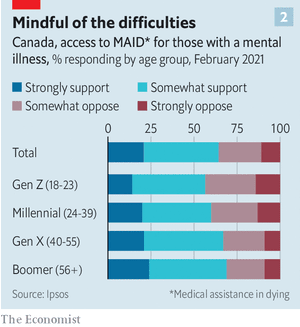 Mindful of the difficulties
2
Canada, access to MAID* for those with a mental
illness, % responding by age group, February 2021
Strongly support Somewhat support
Somewhat oppose Strongly oppose
0 25 50 75 100
Total
Gen Z (18-23)
Millennial (24-39)
Gen X (40-55)
Boomer (56+)
Source: Ipsos *Medical assistance in dying
The Economist